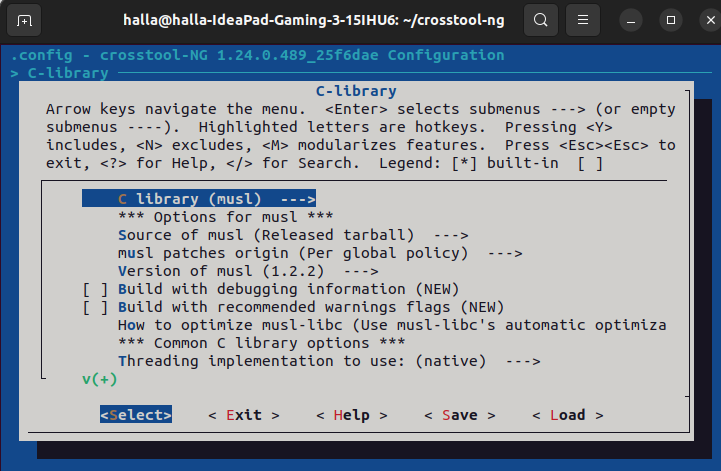 halla@halla-IdeaPad-Gaming-3-15IHU6: ~/crosstool-ng
.config - crosstool-NG 1.24.0.489_25f6dae Configuration
> C-library
C-library
Arrow keys navigate the menu.  <Enter> selects submenus ---> (or empty
submenus ----).  Highlighted letters are hotkeys.  Pressing <Y>
includes, <N> excludes, <M> modularizes features.  Press <Esc><Esc> to
exit, <?> for Help, </> for Search.  Legend: [*] built-in  [ ]
C library (musl)  --->
*** Options for musl ***
Source of musl (Released tarball)  --->
musl patches origin (Per global policy)  --->
Version of musl (1.2.2)  --->
[ ] Build with debugging information (NEW)
[ ] Build with recommended warnings flags (NEW)
How to optimize musl-libc (Use musl-libc's automatic optimiza
*** Common C library options ***
Threading implementation to use: (native)  --->
v(+)
<Select>    < Exit >    < Help >    < Save >    < Load >